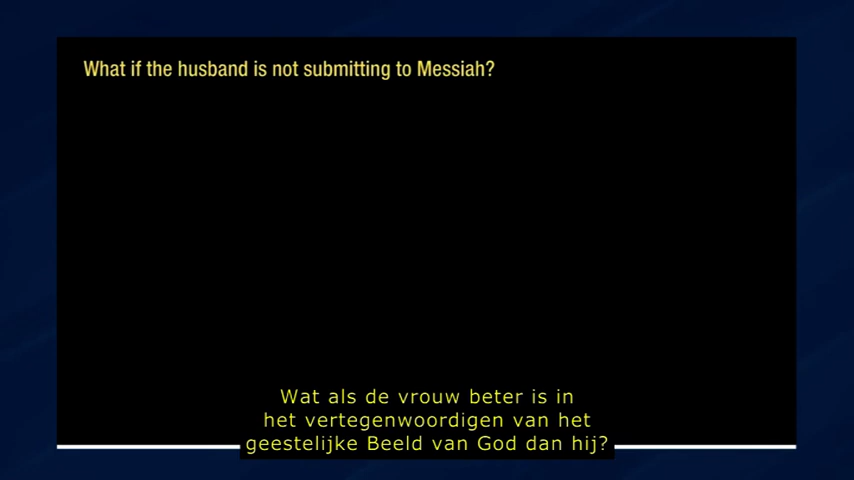 What if the husband is not submitting to Messiah?
Wat als de vrouw beter is in
het vertegenwoordigen van het
geestelijke Beeld van God dan hij?